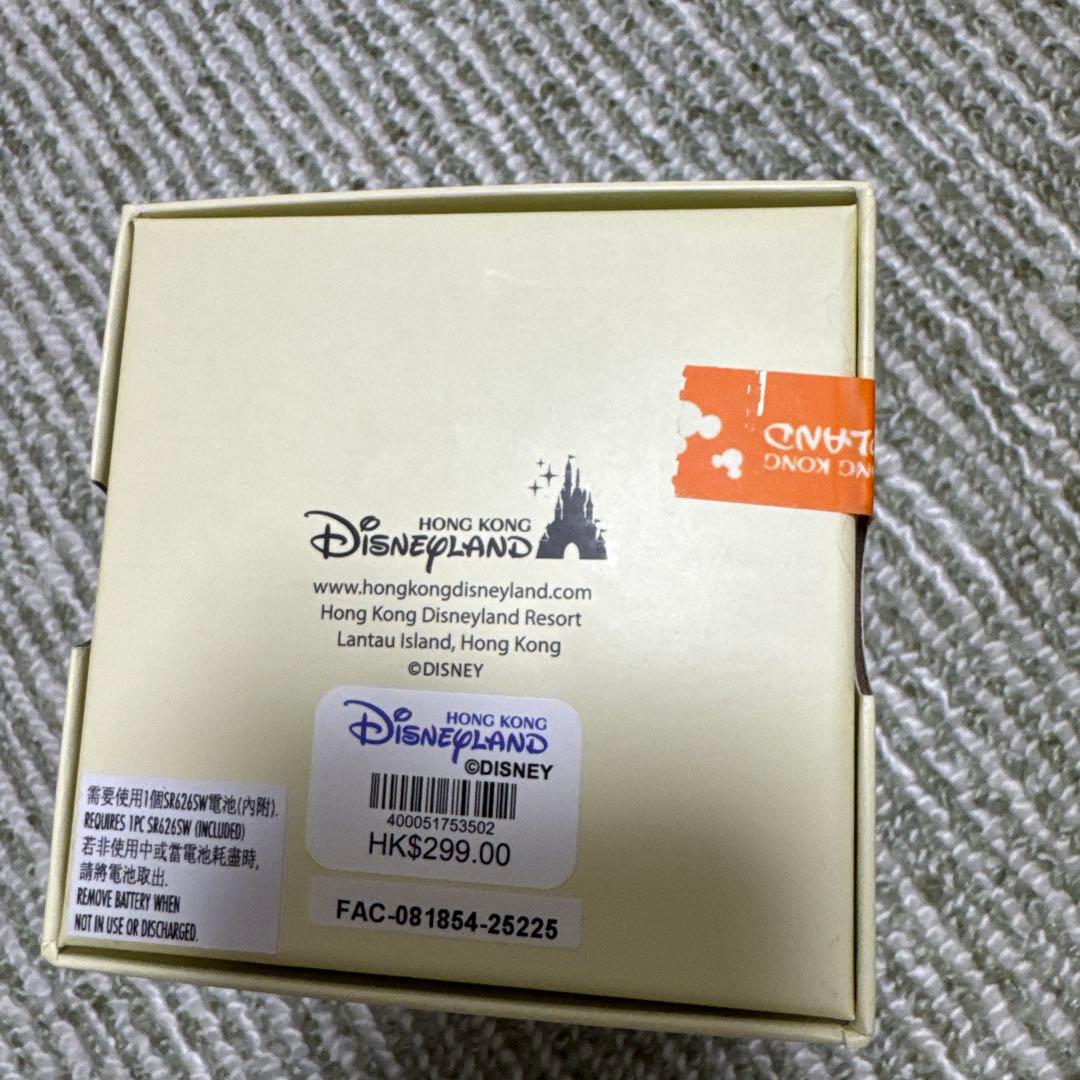 HONG KONG
DISNEYLAND
www.hongkongdisneyland.com
Hong Kong Disneyland Resort
Lantau Island, Hong Kong
©DISNEY
HONG KONG
DISNEYLAND
©DISNEY
400051753502
HK$299.00
FAC-081854-25225
需要使用1個SR626SW電池(內附).
REQUIRES 1PC SR626SW (INCLUDED)
若非使用中或當電池耗盡時,
請將電池取出.
REMOVE BATTERY WHEN
NOT IN USE OR DISCHARGED.
NG KONG
LAND